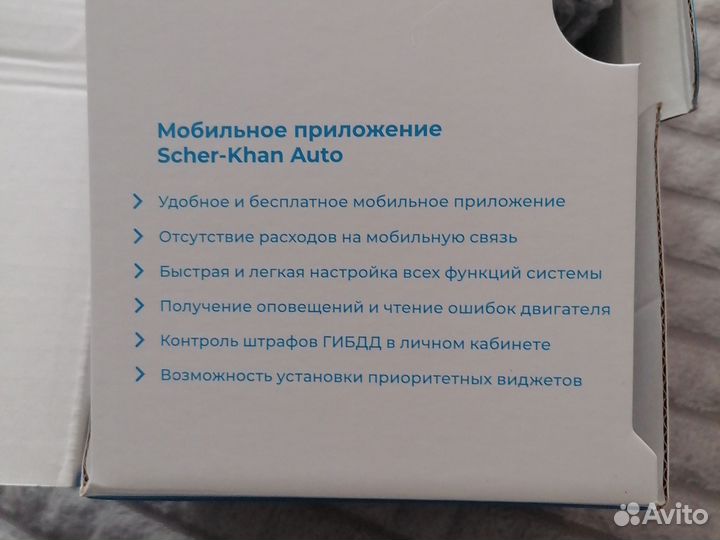 Мобильное приложение
Scher-Khan Auto
Удобное и бесплатное мобильное приложение
Отсутствие расходов на мобильную связь
Быстрая и легкая настройка всех функций системы
Получение оповещений и чтение ошибок двигателя
Контроль штрафов ГИБДД в личном кабинете
Возможность установки приоритетных виджетов
Avito